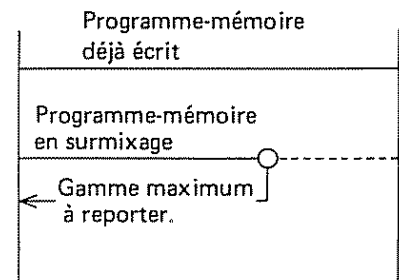 Programme-mémoire
déjà écrit
Programme-mémoire
en surmixage
Gamme maximum
à reporter.